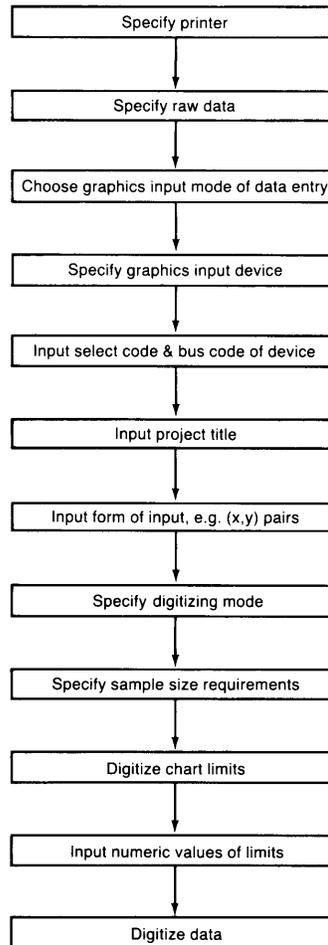 Specify printer
Specify raw data
Choose graphics input mode of data entry
Specify graphics input device
Input select code & bus code of device
Input project title
Input form of input, e.g. (x,y) pairs
Specify digitizing mode
Specify sample size requirements
Digitize chart limits
Input numeric values of limits
Digitize data